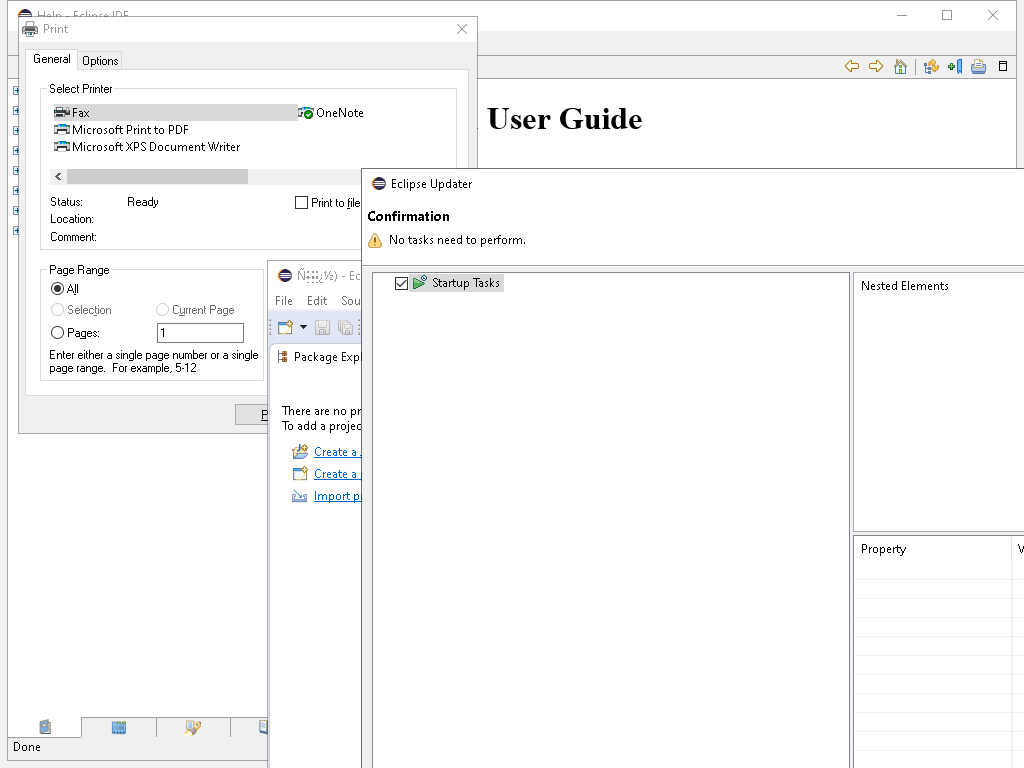 Help - Eclipse IDE
Print
General
Options
User Guide
Select Printer
Fax
OneNote
Microsoft Print to PDF
Microsoft XPS Document Writer
Status:
Ready
Print to file
Location:
Comment:
Eclipse Updater
Confirmation
No tasks need to perform.
Startup Tasks
Nested Elements
Property
V
Page Range
All
Selection
Current Page
Pages:
1
Enter either a single page number or a single
page range. For example, 5-12
P
File
Edit
Sou
Package Expl
There are no pr
To add a projec
Create a
Create a
Import p
Done